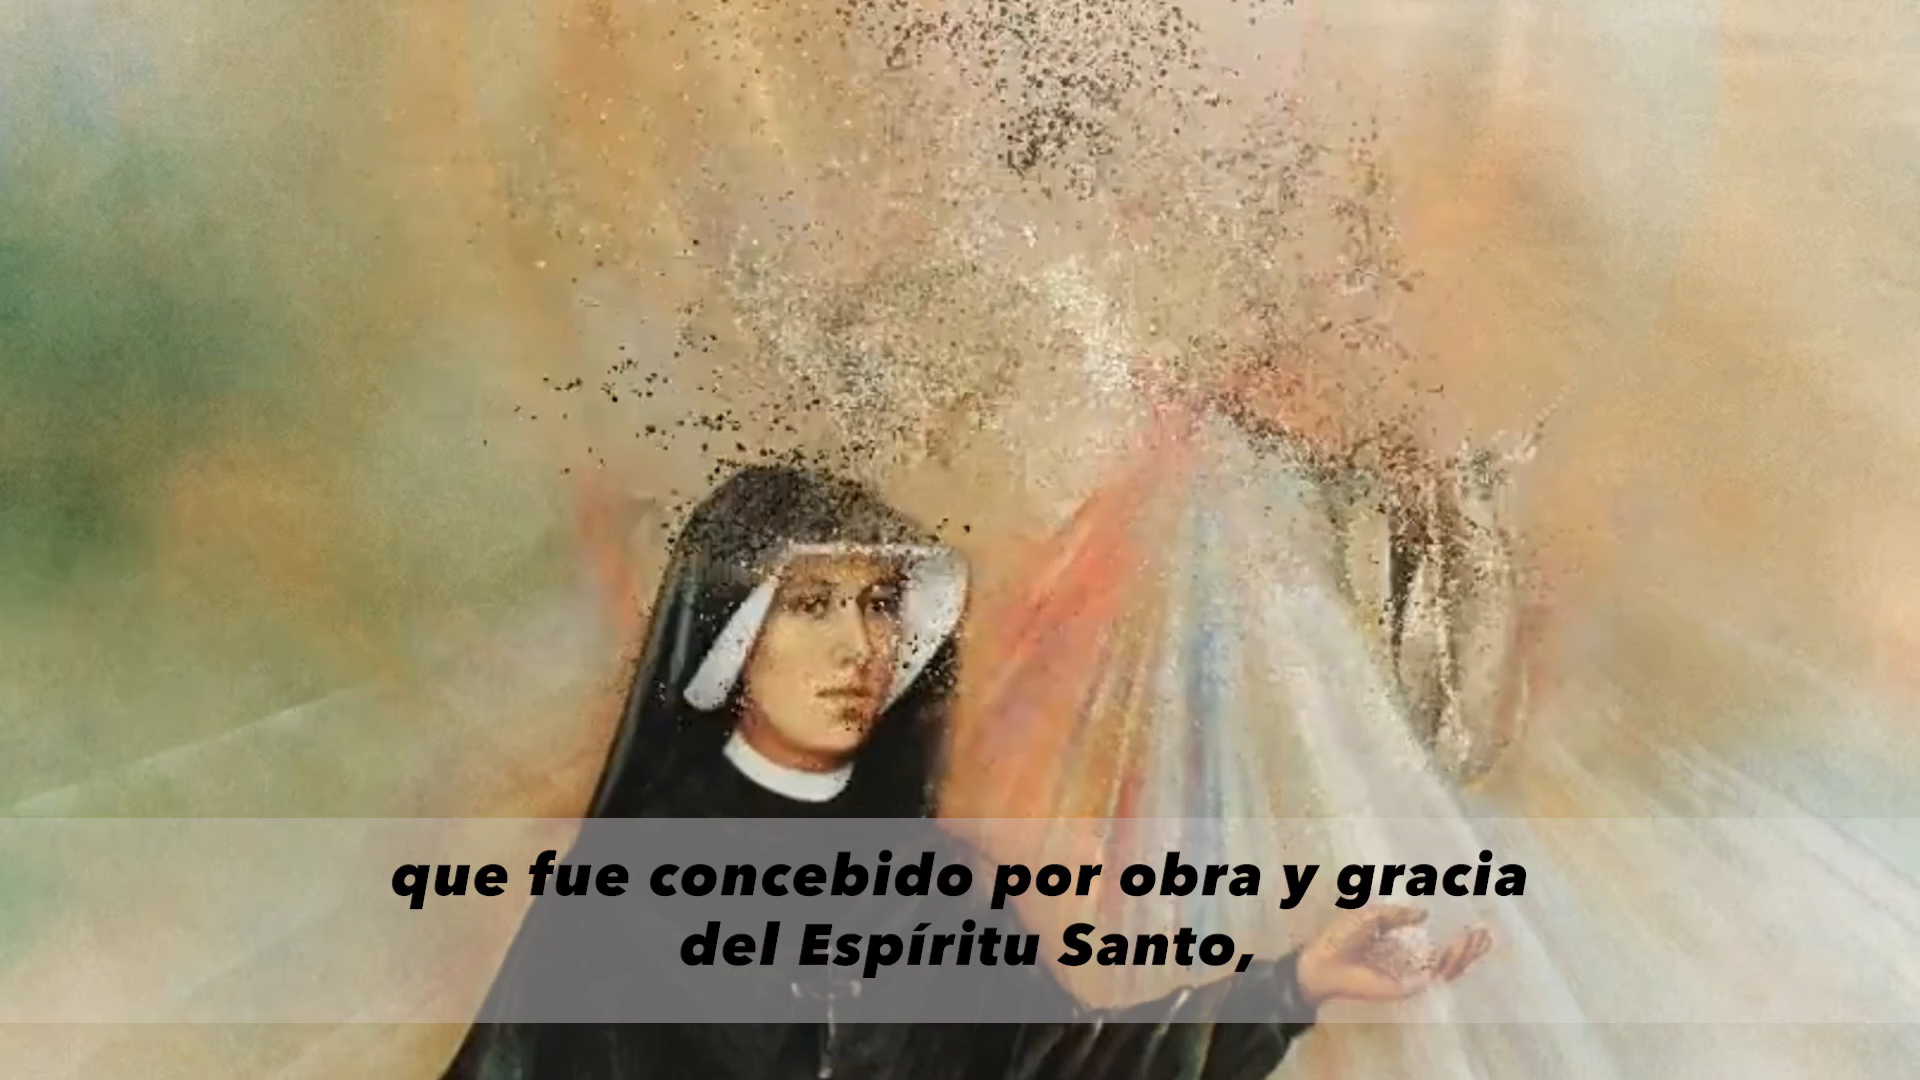 que fue concebido por obra y gracia
del Espíritu Santo,